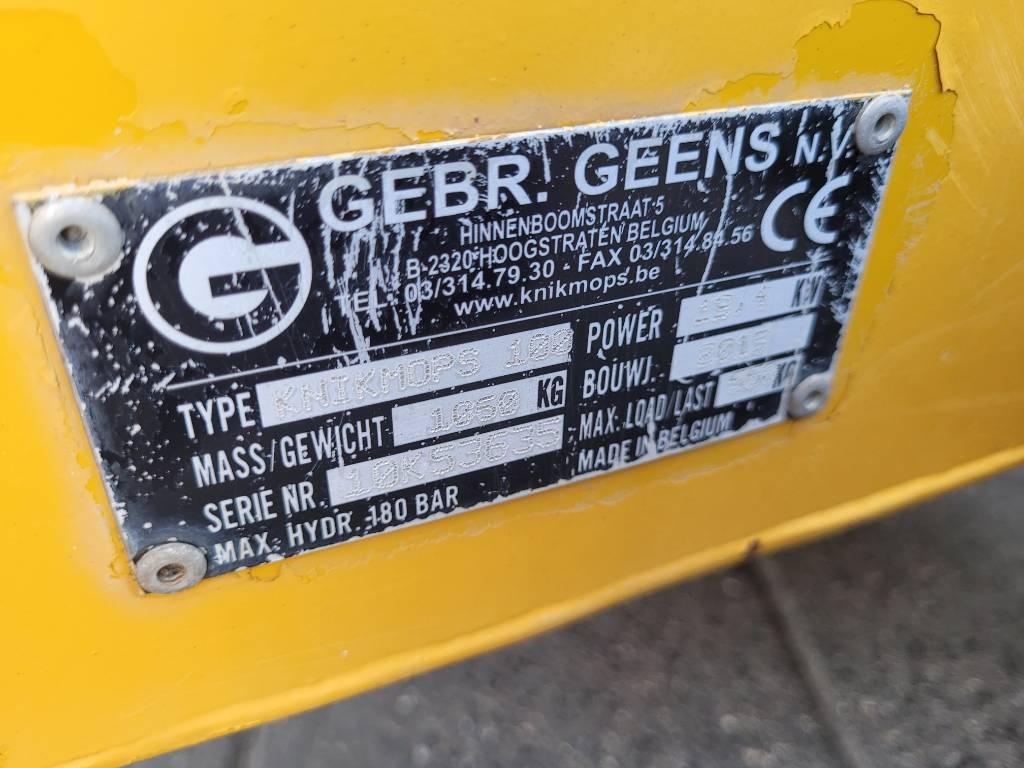 G
GEBR. GEENS N.V.
HINNENBOOMSTRAAT 5
B-2320 HOOGSTRATEN BELGIUM
TEL. 03/314.79.30 - FAX 03/314.84.56
www.knikmops.be
CE
TYPE KNIKMOPS 100
MASS/GEWICHT 1050 KG
SERIE NR. 10K53635
MAX. HYDR. 180 BAR
POWER KW
BOUWJ. 2015
MAX. LOAD/LAST KG
MADE IN BELGIUM